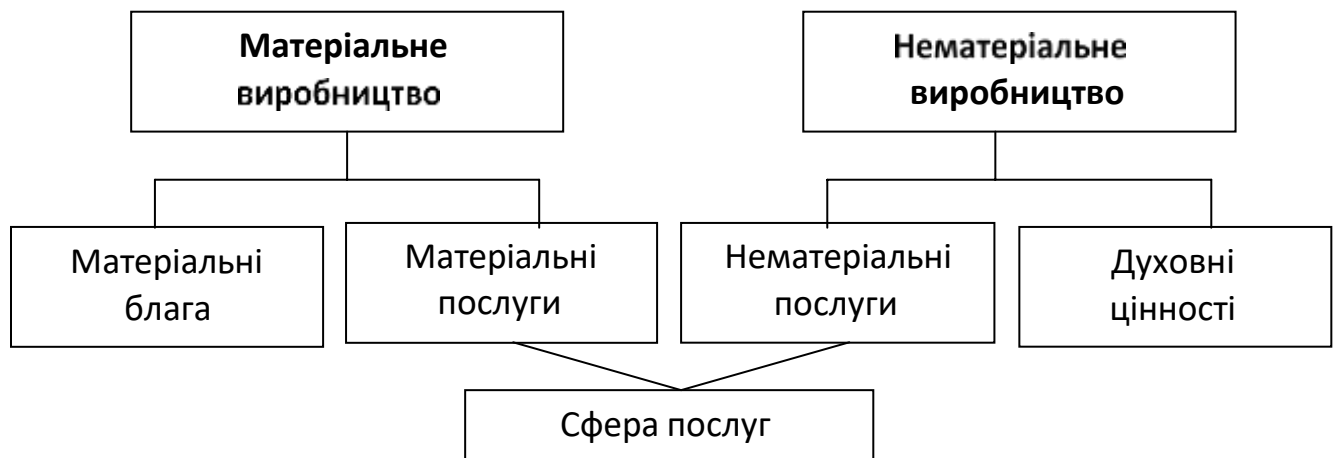 Матеріальне
виробництво
Нематеріальне
виробництво
Матеріальні
блага
Матеріальні
послуги
Нематеріальні
послуги
Духовні
цінності
Сфера послуг